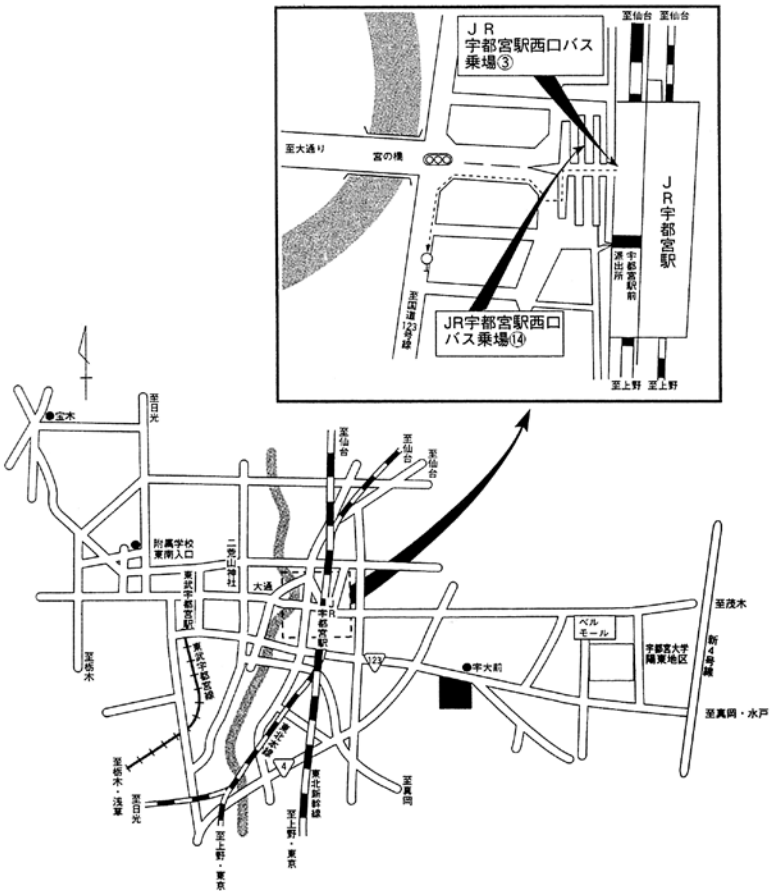 JR
宇都宮駅西口バス
乗場③
至仙台
至仙台
至大通り
宮の橋
JR宇都宮駅
宇都宮駅前
派出所
至国道
123号線
JR宇都宮駅西口
バス乗場⑭
至上野
至上野
宝木
至日光
至仙台
至仙台
至仙台
附属学校
東南入口
二荒山神社
大通
東武宇都宮駅
JR
宇都宮駅
至茂木
ベル
モール
宇都宮大学
陽東地区
新4号線
至栃木
東武宇都宮線
123
宇大前
至真岡・水戸
東北本線
4
至栃木・浅草
至日光
至上野・東京
東北新幹線
至上野・東京
至真岡